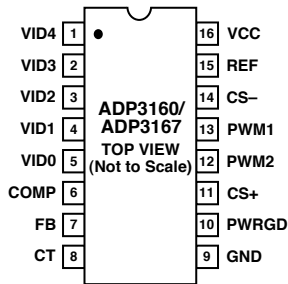 VID4 1 16 VCC
VID3 2 15 REF
VID2 3 14 CS–
VID1 4 13 PWM1
VID0 5 12 PWM2
COMP 6 11 CS+
FB 7 10 PWRGD
CT 8 9 GND
ADP3160/
ADP3167
TOP VIEW
(Not to Scale)